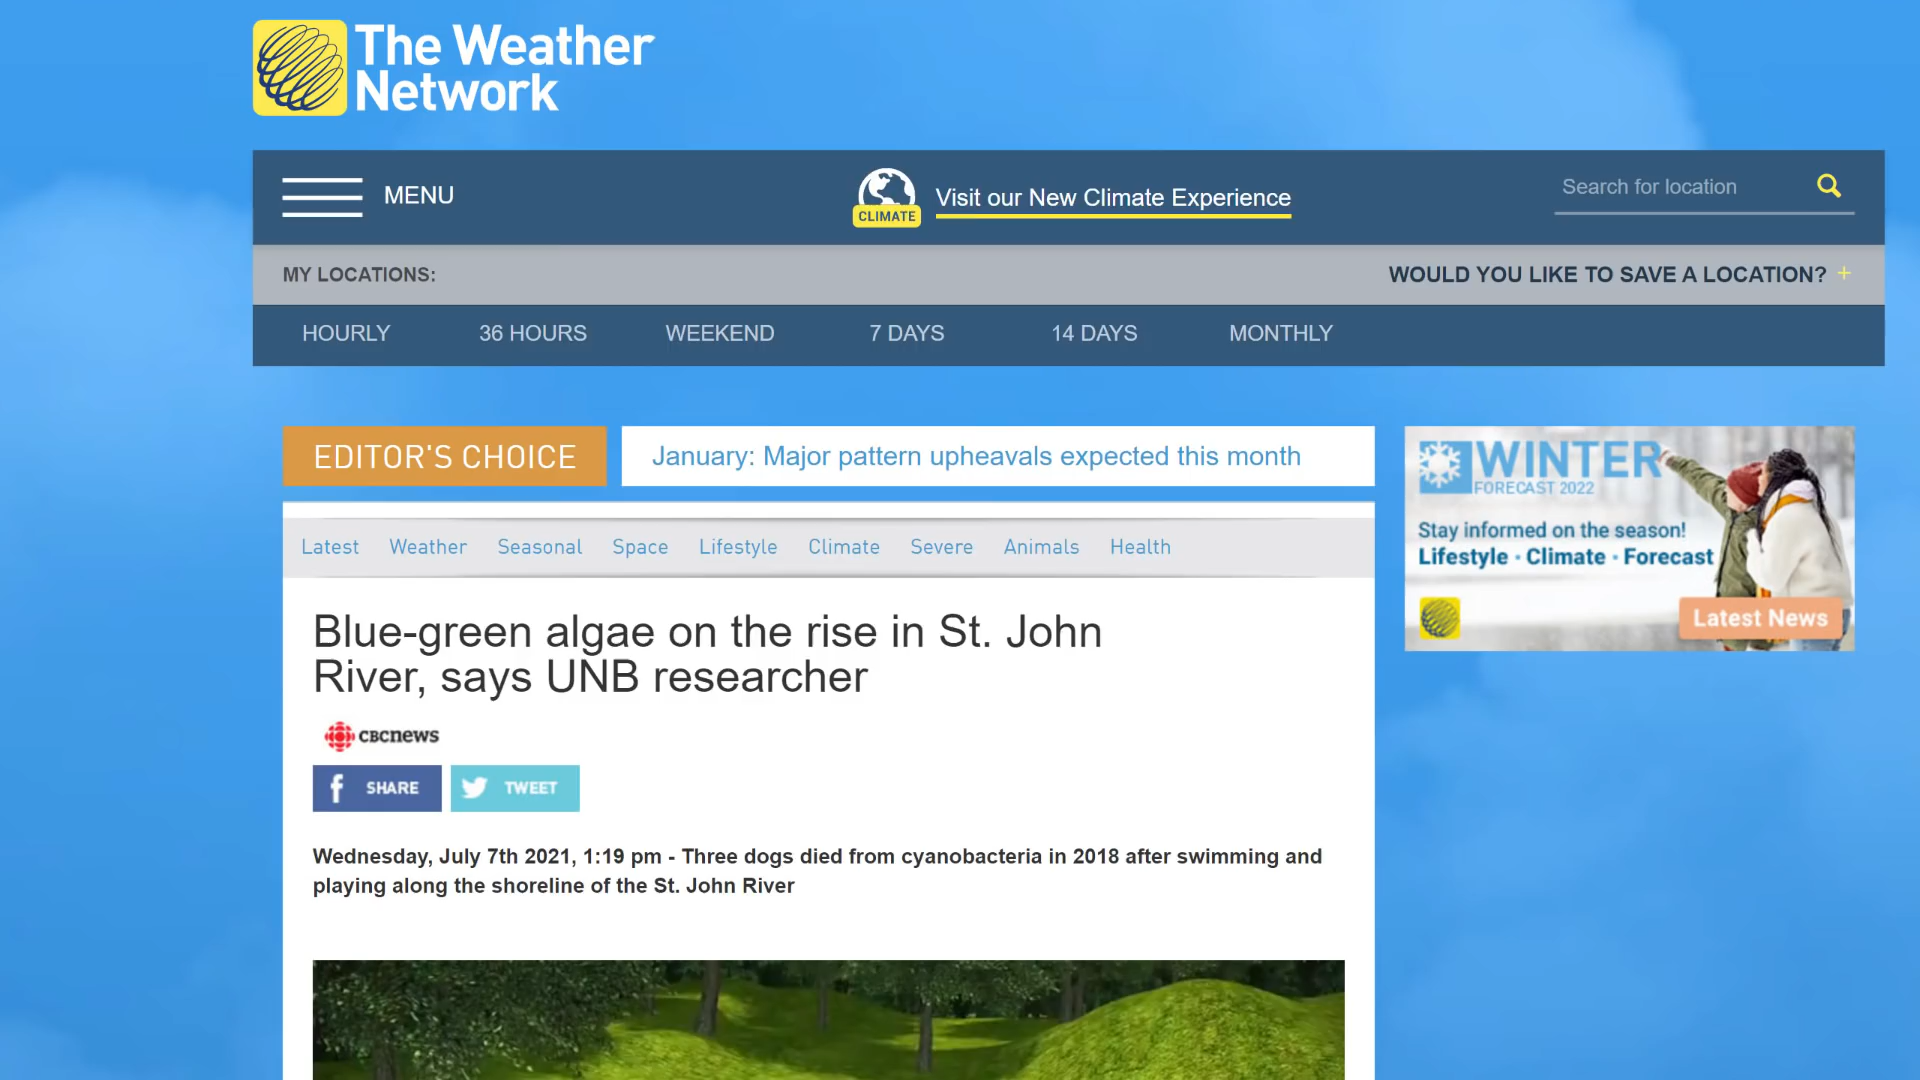 The Weather
Network
MENU
CLIMATE
Visit our New Climate Experience
Search for location
MY LOCATIONS:
WOULD YOU LIKE TO SAVE A LOCATION? +
HOURLY 36 HOURS WEEKEND 7 DAYS 14 DAYS MONTHLY
EDITOR'S CHOICE
January: Major pattern upheavals expected this month
WINTER
FORECAST 2022
Stay informed on the season!
Lifestyle · Climate · Forecast
Latest News
Latest Weather Seasonal Space Lifestyle Climate Severe Animals Health
Blue-green algae on the rise in St. John
River, says UNB researcher
CBCnews
SHARE
TWEET
Wednesday, July 7th 2021, 1:19 pm - Three dogs died from cyanobacteria in 2018 after swimming and
playing along the shoreline of the St. John River